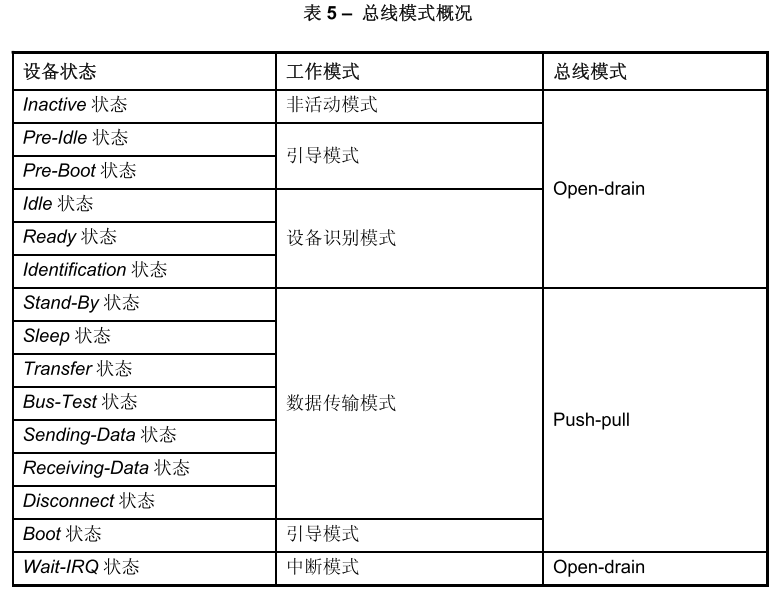 表 5 – 总线模式概况
设备状态 工作模式 总线模式
Inactive 状态 非活动模式 Open-drain
Pre-Idle 状态 引导模式
Pre-Boot 状态
Idle 状态 设备识别模式
Ready 状态
Identification 状态
Stand-By 状态 数据传输模式 Push-pull
Sleep 状态
Transfer 状态
Bus-Test 状态
Sending-Data 状态
Receiving-Data 状态
Disconnect 状态
Boot 状态 引导模式
Wait-IRQ 状态 中断模式 Open-drain